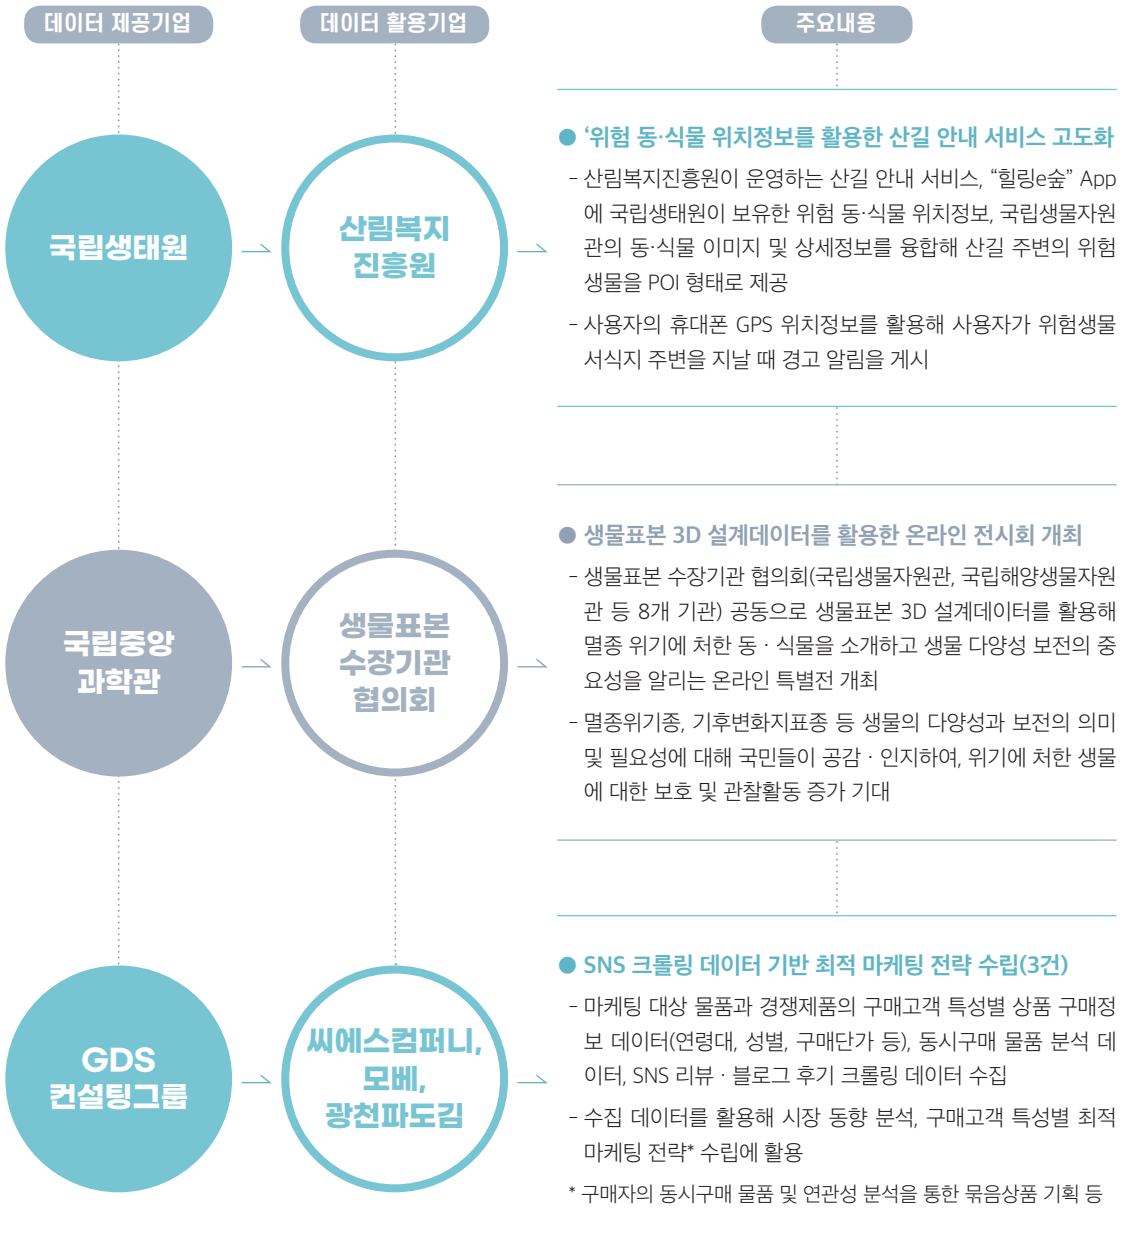 데이터 제공기업
데이터 활용기업
주요내용
국립생태원
산림복지
진흥원
● ‘위험 동·식물 위치정보를 활용한 산길 안내 서비스 고도화
- 산림복지진흥원이 운영하는 산길 안내 서비스, “힐링e숲” App
에 국립생태원이 보유한 위험 동·식물 위치정보, 국립생물자원
관의 동·식물 이미지 및 상세정보를 융합해 산길 주변의 위험
생물을 POI 형태로 제공
- 사용자의 휴대폰 GPS 위치정보를 활용해 사용자가 위험생물
서식지 주변을 지날 때 경고 알림을 게시
국립중앙
과학관
생물표본
수장기관
협의회
● 생물표본 3D 설계데이터를 활용한 온라인 전시회 개최
- 생물표본 수장기관 협의회(국립생물자원관, 국립해양생물자원
관 등 8개 기관) 공동으로 생물표본 3D 설계데이터를 활용해
멸종 위기에 처한 동 · 식물을 소개하고 생물 다양성 보전의 중
요성을 알리는 온라인 특별전 개최
- 멸종위기종, 기후변화지표종 등 생물의 다양성과 보전의 의미
및 필요성에 대해 국민들이 공감 · 인지하여, 위기에 처한 생물
에 대한 보호 및 관찰활동 증가 기대
GDS
컨설팅그룹
씨에스컴퍼니,
모베,
광천파도김
● SNS 크롤링 데이터 기반 최적 마케팅 전략 수립(3건)
- 마케팅 대상 물품과 경쟁제품의 구매고객 특성별 상품 구매정
보 데이터(연령대, 성별, 구매단가 등), 동시구매 물품 분석 데
이터, SNS 리뷰 · 블로그 후기 크롤링 데이터 수집
- 수집 데이터를 활용해 시장 동향 분석, 구매고객 특성별 최적
마케팅 전략* 수립에 활용
* 구매자의 동시구매 물품 및 연관성 분석을 통한 묶음상품 기획 등